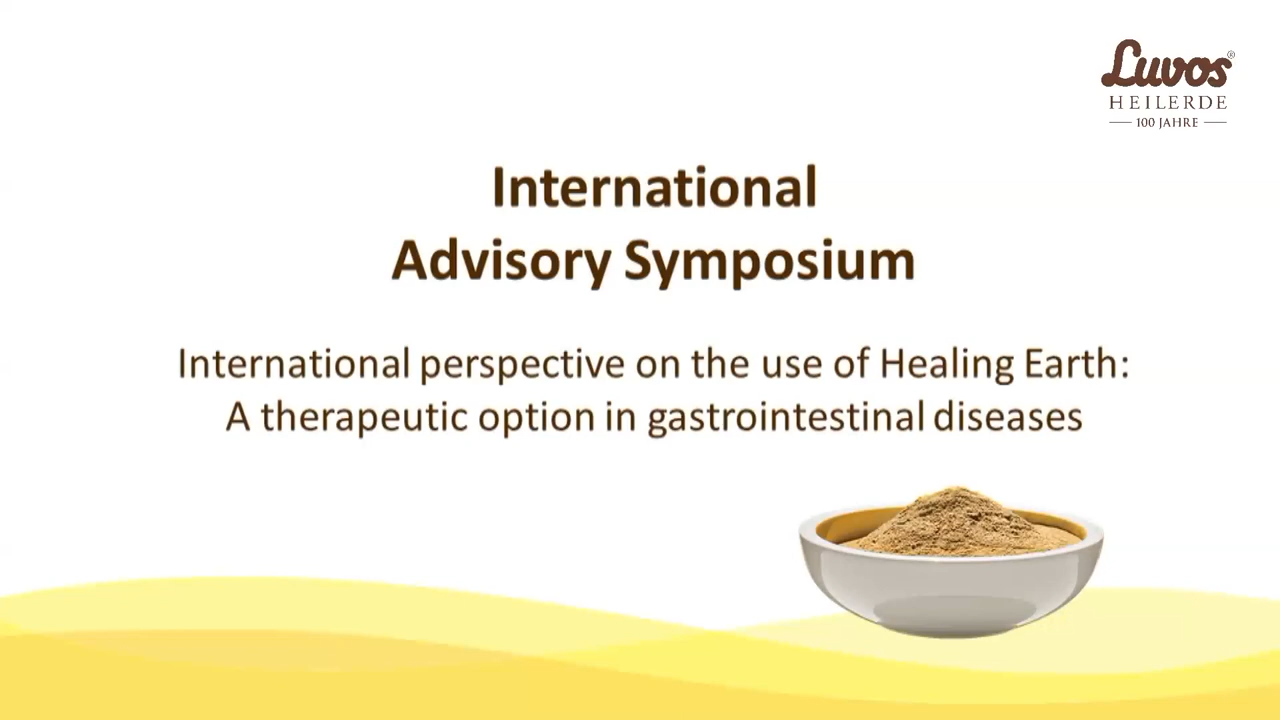 Luvos®
HEILERDE
100 JAHRE
International
Advisory Symposium
International perspective on the use of Healing Earth:
A therapeutic option in gastrointestinal diseases